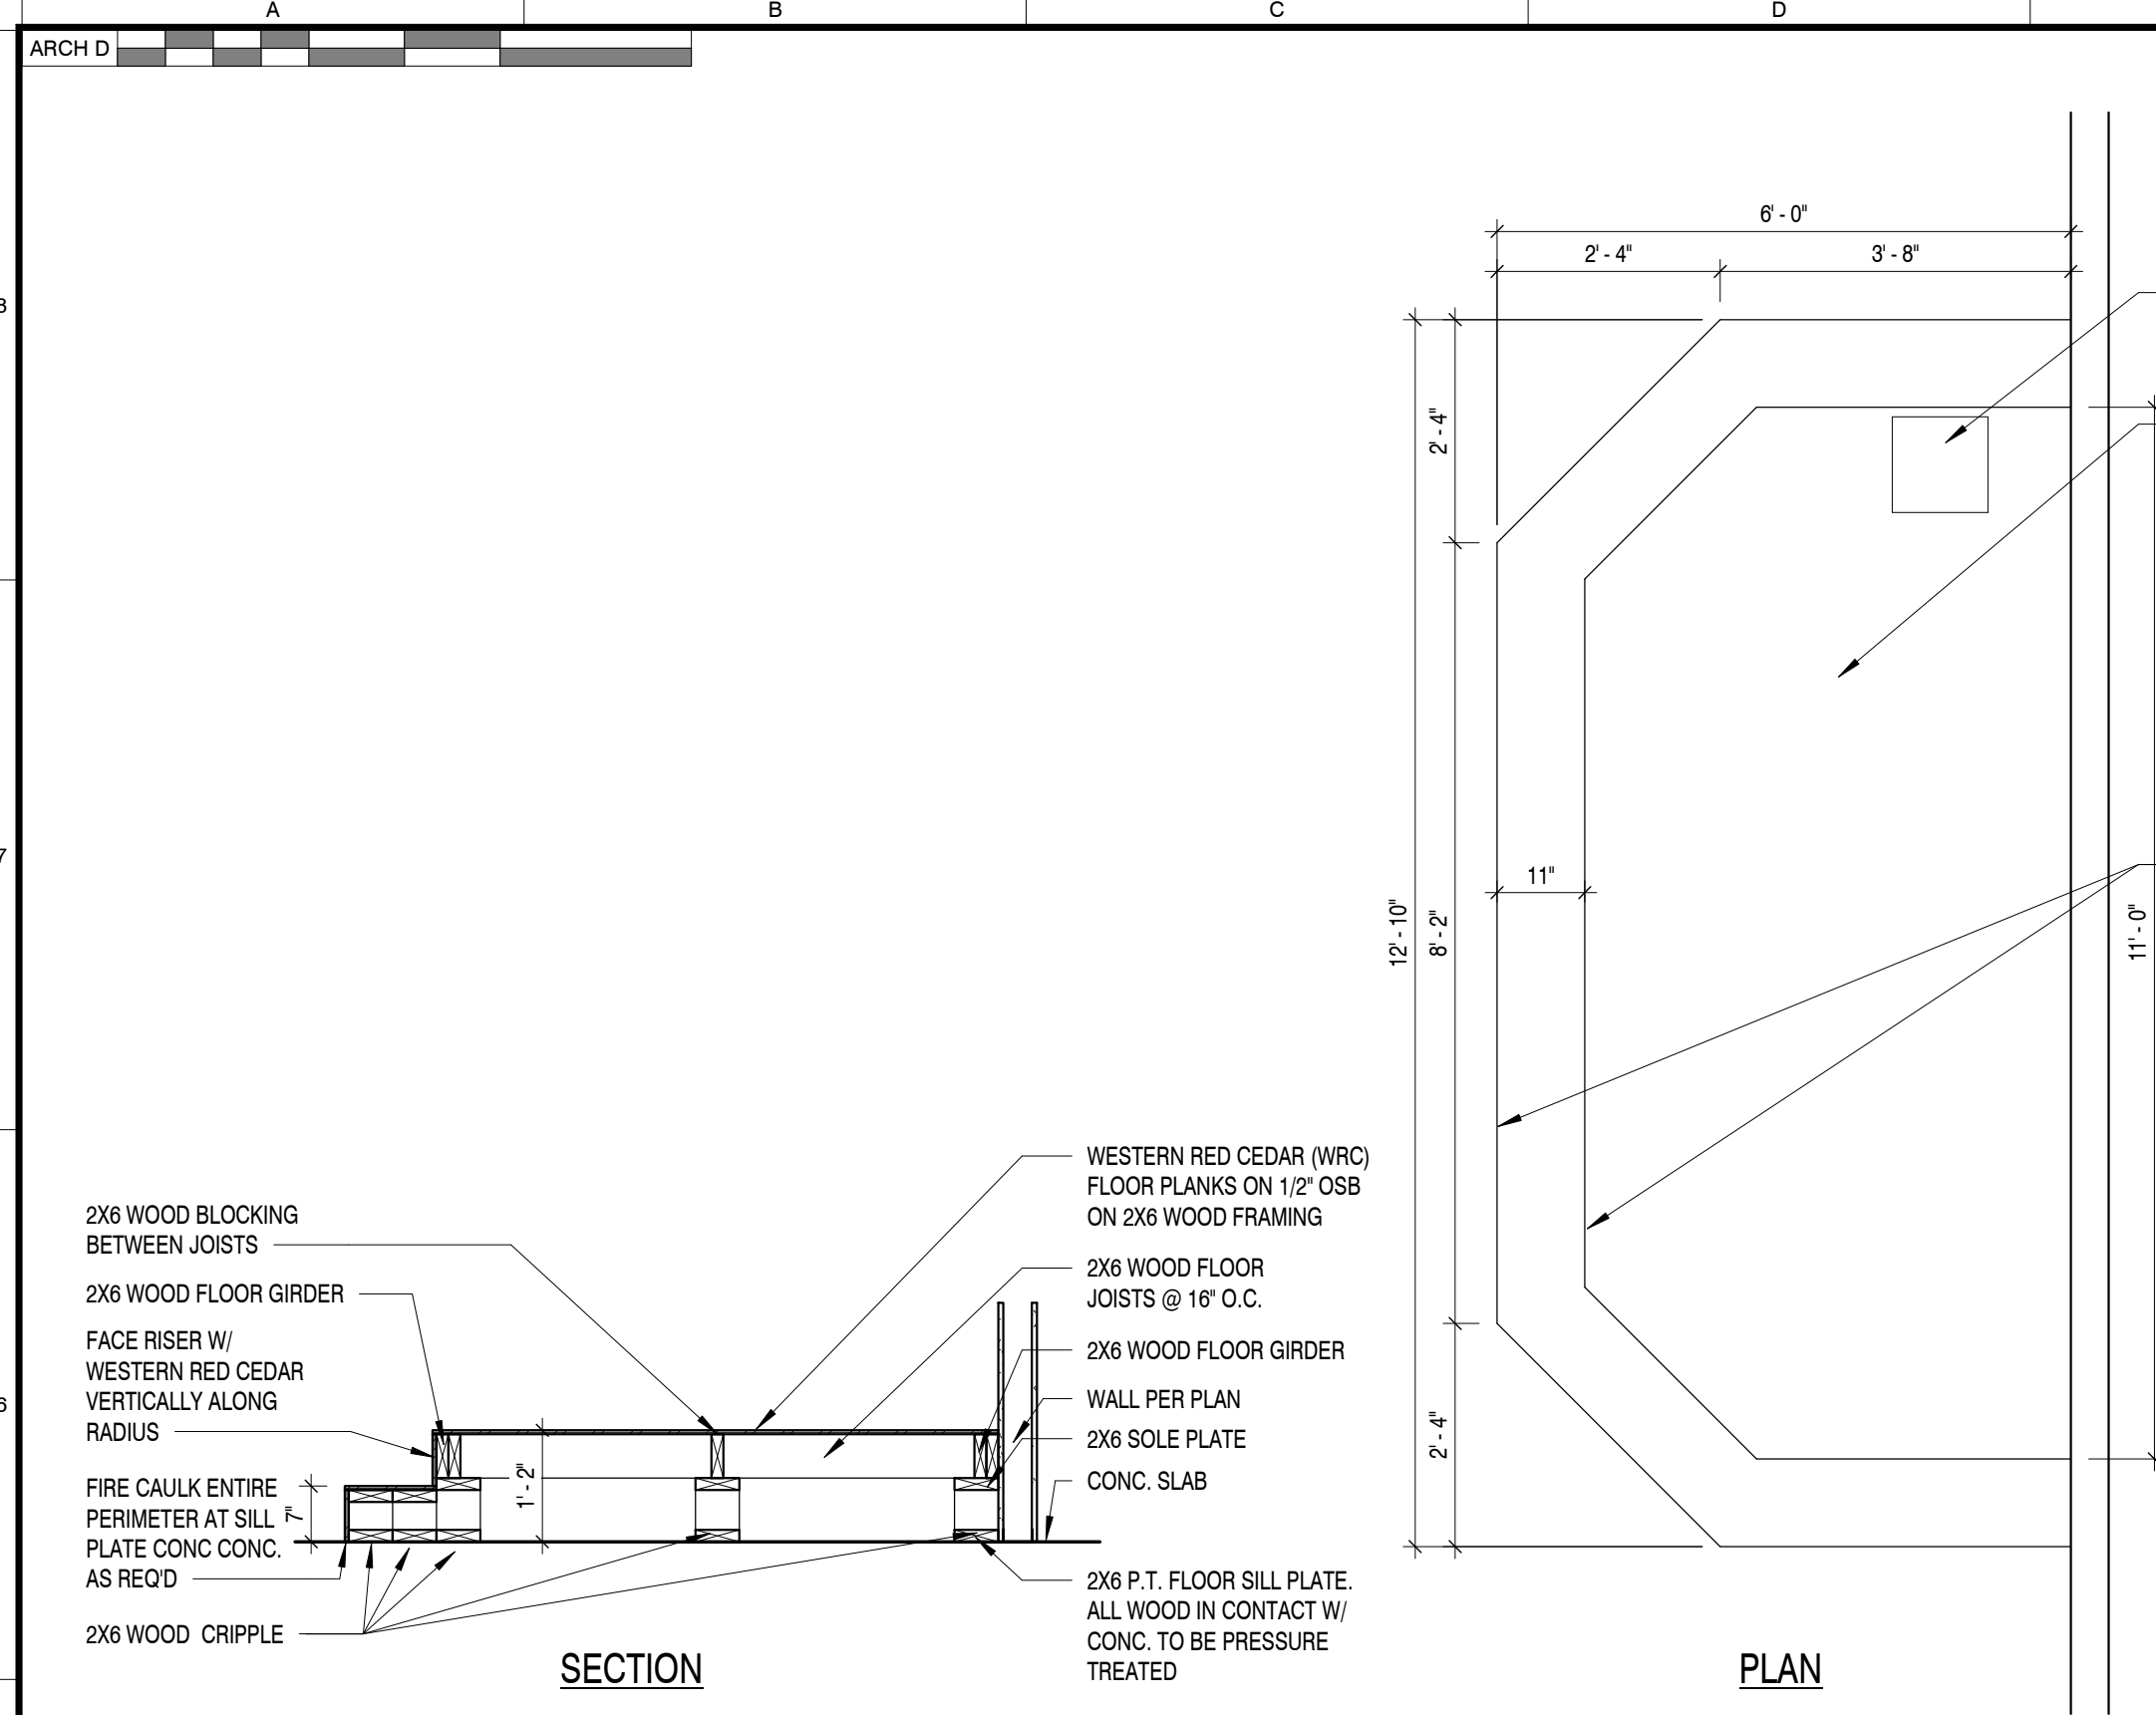 A
B
C
D
ARCH D
8
7
6
6' - 0"
2' - 4"
3' - 8"
2' - 4"
11"
12' - 10"
8' - 2"
11' - 0"
2' - 4"
2X6 WOOD BLOCKING
BETWEEN JOISTS
2X6 WOOD FLOOR GIRDER
FACE RISER W/
WESTERN RED CEDAR
VERTICALLY ALONG
RADIUS
FIRE CAULK ENTIRE
PERIMETER AT SILL
PLATE CONC CONC.
AS REQ'D
2X6 WOOD  CRIPPLE
7"
1' - 2"
WESTERN RED CEDAR (WRC)
FLOOR PLANKS ON 1/2" OSB
ON 2X6 WOOD FRAMING
2X6 WOOD FLOOR
JOISTS @ 16" O.C.
2X6 WOOD FLOOR GIRDER
WALL PER PLAN
2X6 SOLE PLATE
CONC. SLAB
2X6 P.T. FLOOR SILL PLATE.
ALL WOOD IN CONTACT W/
CONC. TO BE PRESSURE
TREATED
SECTION
PLAN